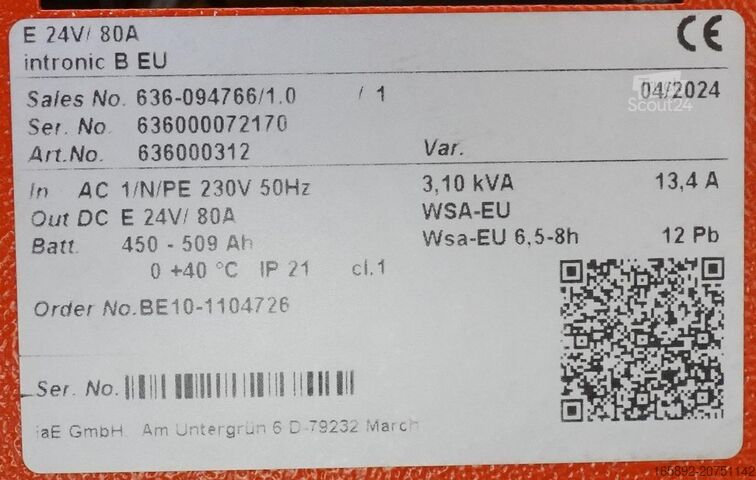 E 24V/ 80A
intronic B EU
CE
Sales No. 636-094766/1.0 / 1 04/2024
Scout24
Ser. No. 636000072170
Art.No. 636000312 Var.
In AC 1/N/PE 230V 50Hz 3,10 kVA 13,4 A
Out DC E 24V/ 80A WSA-EU
Batt. 450 - 509 Ah Wsa-EU 6,5-8h 12 Pb
0 +40 °C IP 21 cl.1
Order No.BE10-1104726
Ser. No.
iaE GmbH. Am Untergrün 6 D-79232 March
165892-20751142